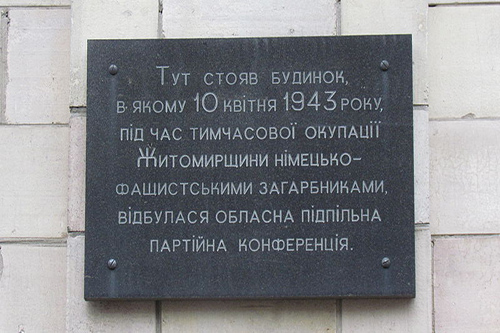 Тут стояв будинок,
в якому 10 квітня 1943 року,
під час тимчасової окупації
Житомирщини німецько-
фашистськими загарбниками,
відбулася обласна підпільна
партійна конференція.